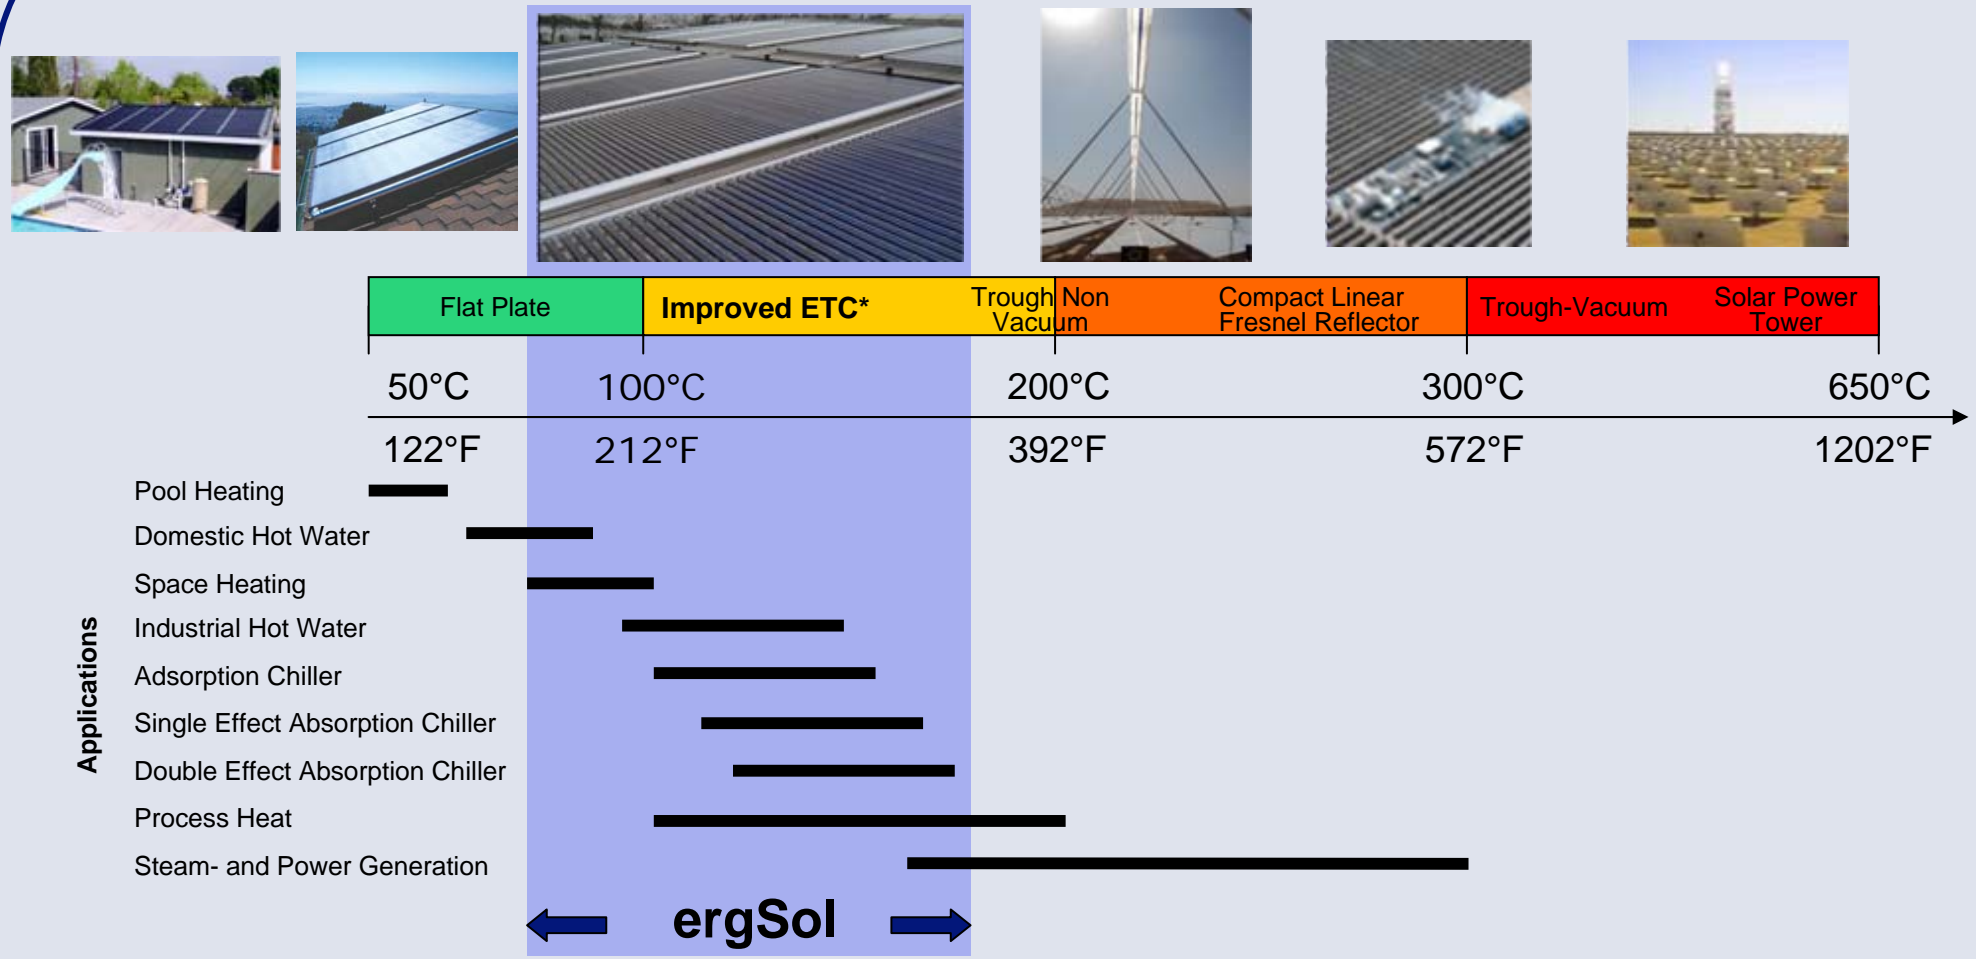 Flat Plate
Improved ETC*
Trough Non
Vacuum
Compact Linear
Fresnel Reflector
Trough-Vacuum
Solar Power
Tower
50°C
100°C
200°C
300°C
650°C
122°F
212°F
392°F
572°F
1202°F
Applications
Pool Heating
Domestic Hot Water
Space Heating
Industrial Hot Water
Adsorption Chiller
Single Effect Absorption Chiller
Double Effect Absorption Chiller
Process Heat
Steam- and Power Generation
ergSol